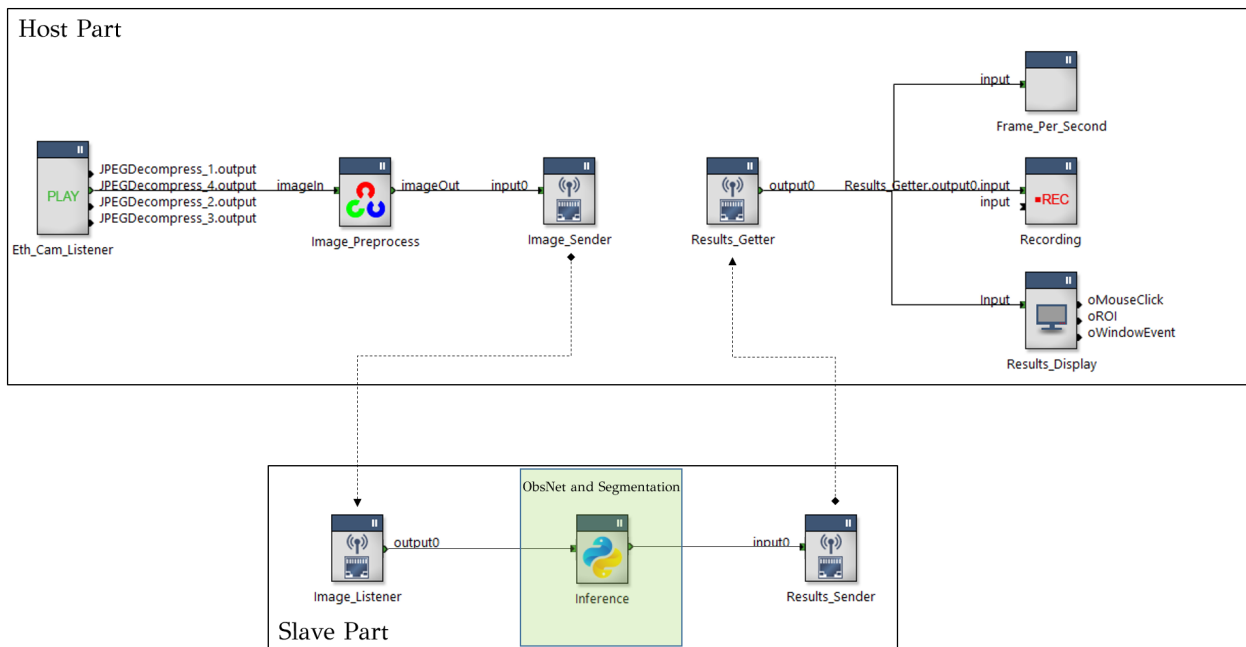 Host Part
input
Frame_Per_Second
PLAY
JPEGDecompress_1.output
JPEGDecompress_4.output
JPEGDecompress_2.output
JPEGDecompress_3.output
Eth_Cam_Listener
imageIn
imageOut
Image_Preprocess
input0
Image_Sender
output0
Results_Getter
Results_Getter.output0.input
input
REC
Recording
Input
oMouseClick
oROI
oWindowEvent
Results_Display
ObsNet and Segmentation
output0
Image_Listener
Inference
input0
Results_Sender
Slave Part